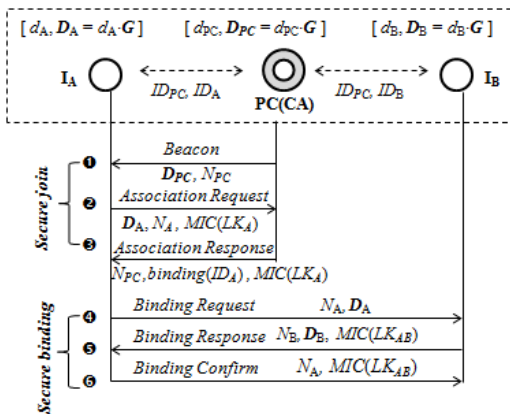 [ dA, DA = dA·G ] [ dPC, DPC = dPC·G ] [ dB, DB = dB·G ]
IA IB
IDPC, IDA IDPC, IDB
PC(CA)
Beacon
❶
DPC, NPC
❷ Association Request
DA, NA, MIC(LKA)
❸ Association Response
NPC, binding(IDA) , MIC(LKA)
Secure join
❹ Binding Request NA, DA
❺ Binding Response NB, DB, MIC(LKAB)
❻ Binding Confirm NA, MIC(LKAB)
Secure binding